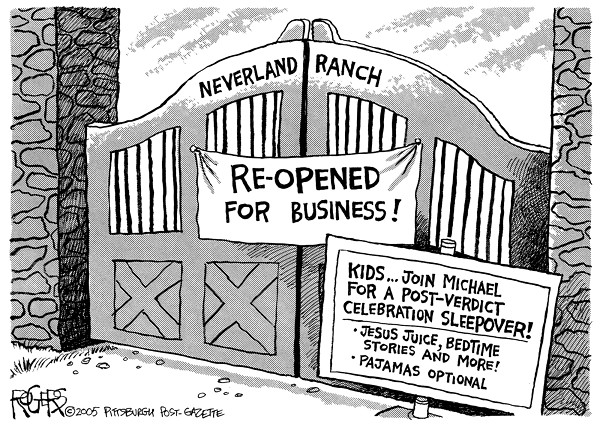 NEVERLAND RANCH
RE-OPENED
FOR BUSINESS!
KIDS... JOIN MICHAEL
FOR A POST-VERDICT
CELEBRATION SLEEPOVER!
• JESUS JUICE, BEDTIME
STORIES AND MORE!
• PAJAMAS OPTIONAL
ROGERS
©2005 PITTSBURGH POST-GAZETTE